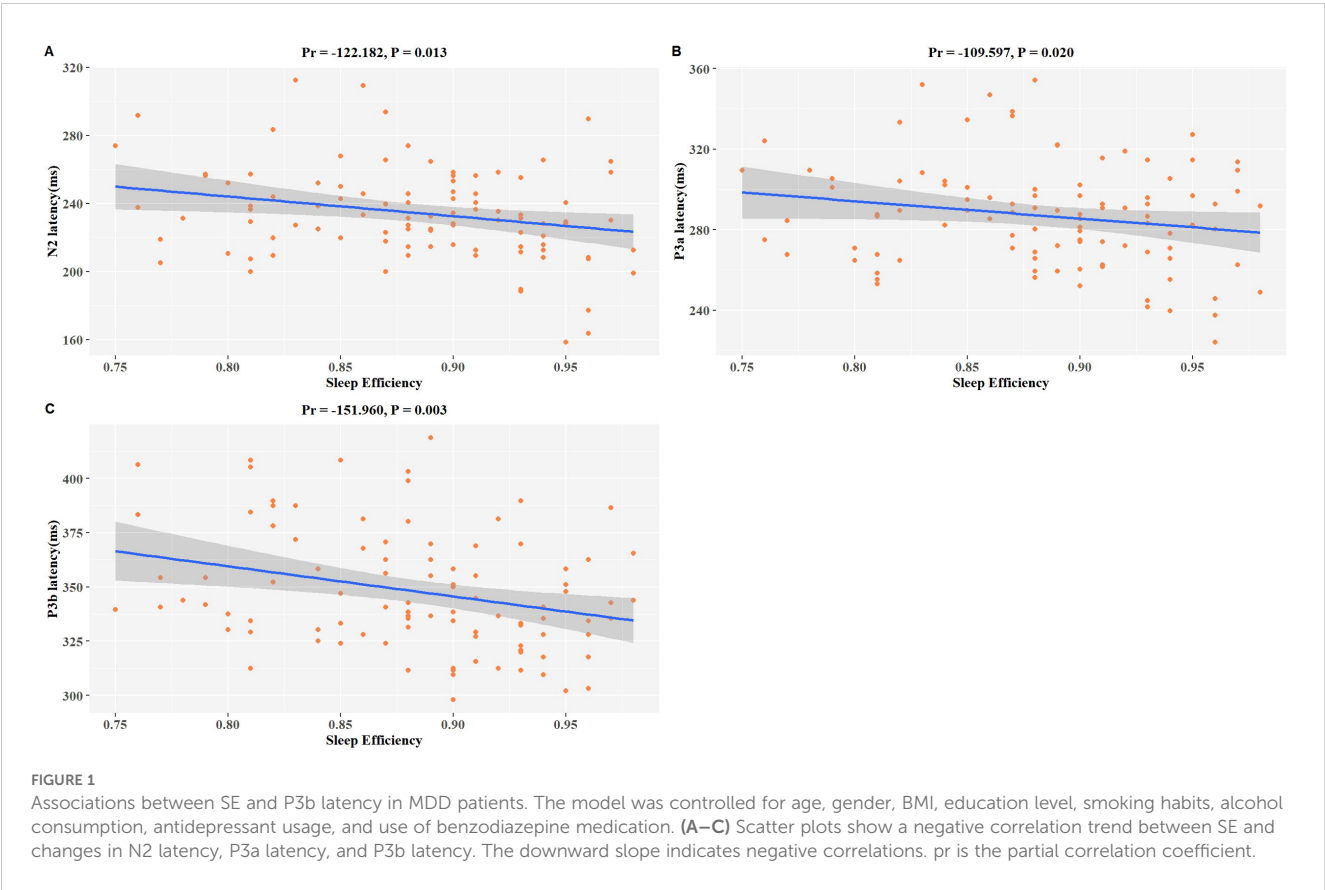 A
Pr = -122.182, P = 0.013
320
280
240
200
160
N2 latency(ms)
0.75 0.80 0.85 0.90 0.95
Sleep Efficiency
B
Pr = -109.597, P = 0.020
360
320
280
240
P3a latency(ms)
0.75 0.80 0.85 0.90 0.95
Sleep Efficiency
C
Pr = -151.960, P = 0.003
400
375
350
325
300
P3b latency(ms)
0.75 0.80 0.85 0.90 0.95
Sleep Efficiency
FIGURE 1
Associations between SE and P3b latency in MDD patients. The model was controlled for age, gender, BMI, education level, smoking habits, alcohol
consumption, antidepressant usage, and use of benzodiazepine medication. (A–C) Scatter plots show a negative correlation trend between SE and
changes in N2 latency, P3a latency, and P3b latency. The downward slope indicates negative correlations. pr is the partial correlation coefficient.